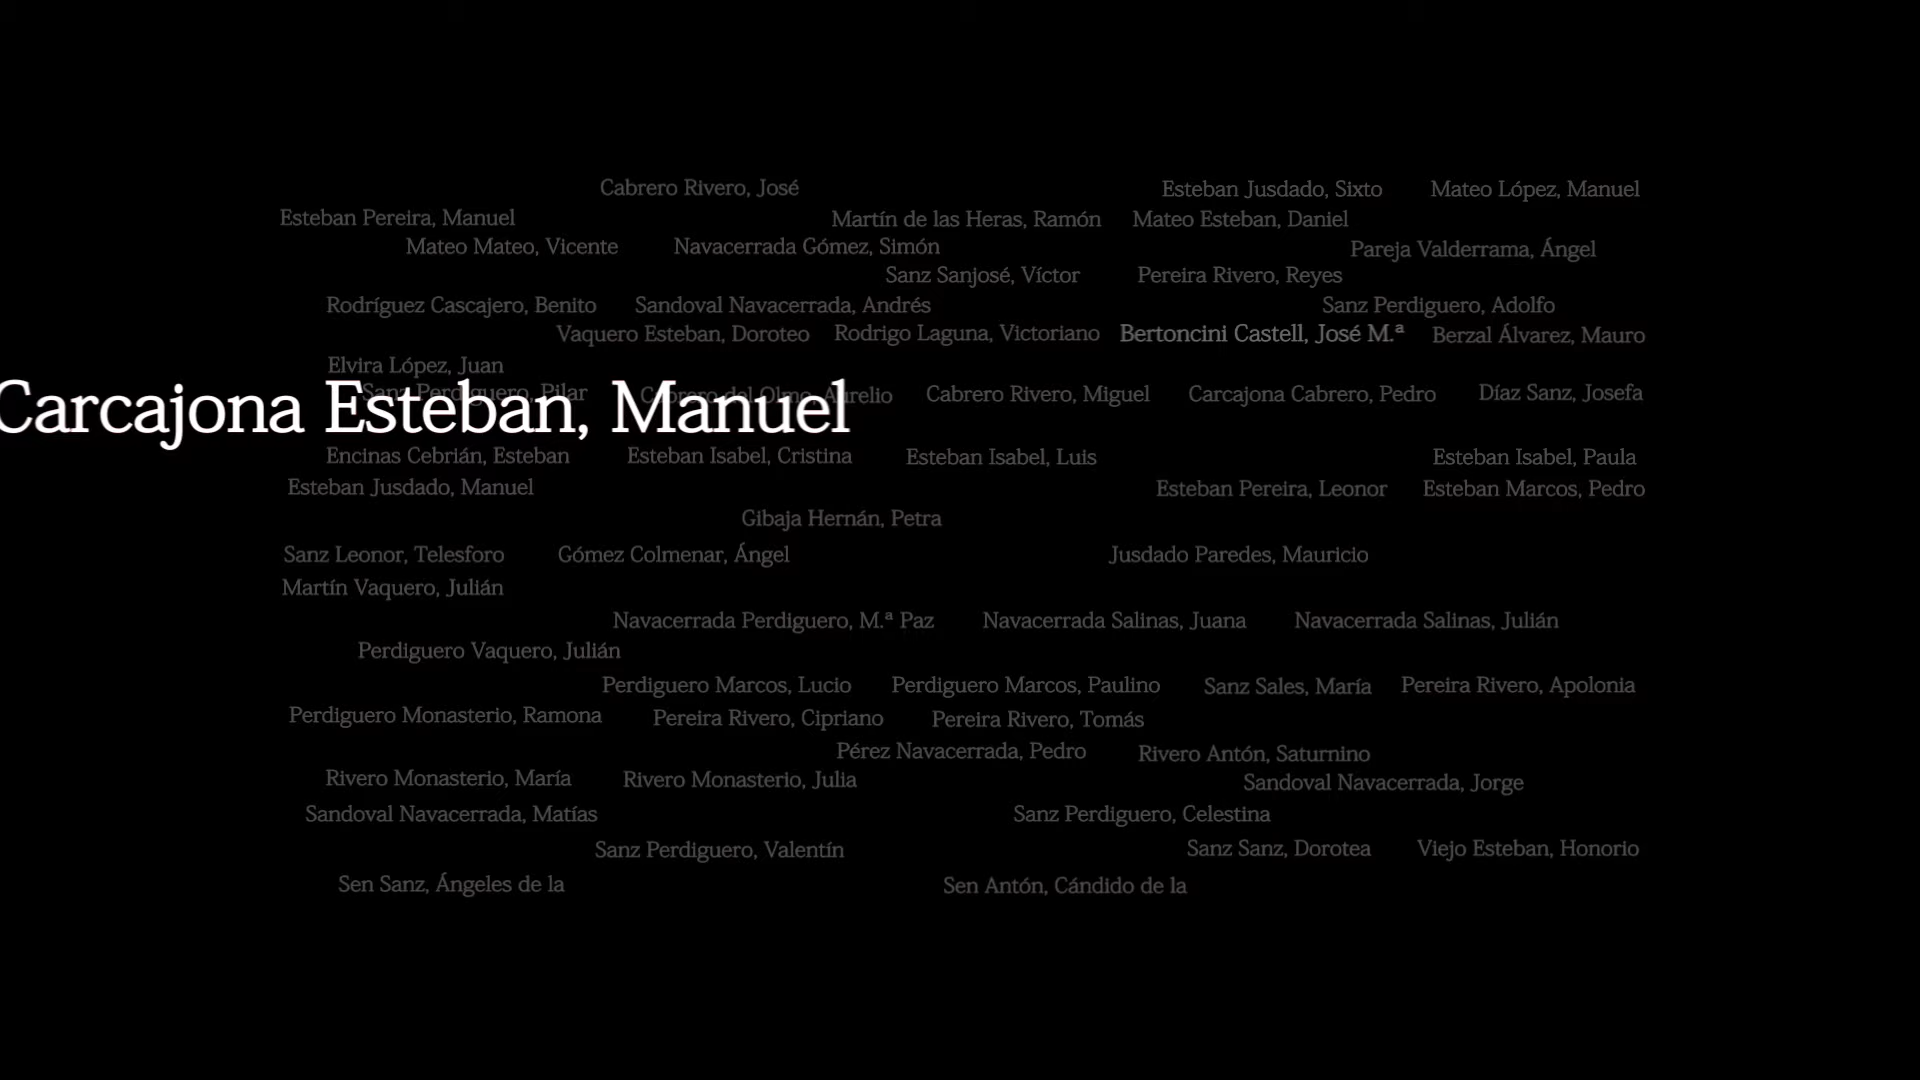 Cabrero Rivero, José Esteban Jusdado, Sixto Mateo López, Manuel
Esteban Pereira, Manuel Martín de las Heras, Ramón Mateo Esteban, Daniel
Mateo Mateo, Vicente Navacerrada Gómez, Simón Pareja Valderrama, Ángel
Sanz Sanjosé, Víctor Pereira Rivero, Reyes
Rodríguez Cascajero, Benito Sandoval Navacerrada, Andrés Sanz Perdiguero, Adolfo
Vaquero Esteban, Doroteo Rodrigo Laguna, Victoriano Bertoncini Castell, José M.ª Berzal Álvarez, Mauro
Elvira López, Juan
Sanz Perdiguero, Pilar Cabrero del Olmo, Aurelio Cabrero Rivero, Miguel Carcajona Cabrero, Pedro Díaz Sanz, Josefa
Carcajona Esteban, Manuel
Encinas Cebrián, Esteban Esteban Isabel, Cristina Esteban Isabel, Luis Esteban Isabel, Paula
Esteban Jusdado, Manuel Esteban Pereira, Leonor Esteban Marcos, Pedro
Gibaja Hernán, Petra
Sanz Leonor, Telesforo Gómez Colmenar, Ángel Jusdado Paredes, Mauricio
Martín Vaquero, Julián
Navacerrada Perdiguero, M.ª Paz Navacerrada Salinas, Juana Navacerrada Salinas, Julián
Perdiguero Vaquero, Julián
Perdiguero Marcos, Lucio Perdiguero Marcos, Paulino Sanz Sales, María Pereira Rivero, Apolonia
Perdiguero Monasterio, Ramona Pereira Rivero, Cipriano Pereira Rivero, Tomás
Pérez Navacerrada, Pedro Rivero Antón, Saturnino
Rivero Monasterio, María Rivero Monasterio, Julia Sandoval Navacerrada, Jorge
Sandoval Navacerrada, Matías Sanz Perdiguero, Celestina
Sanz Perdiguero, Valentín Sanz Sanz, Dorotea Viejo Esteban, Honorio
Sen Sanz, Ángeles de la Sen Antón, Cándido de la